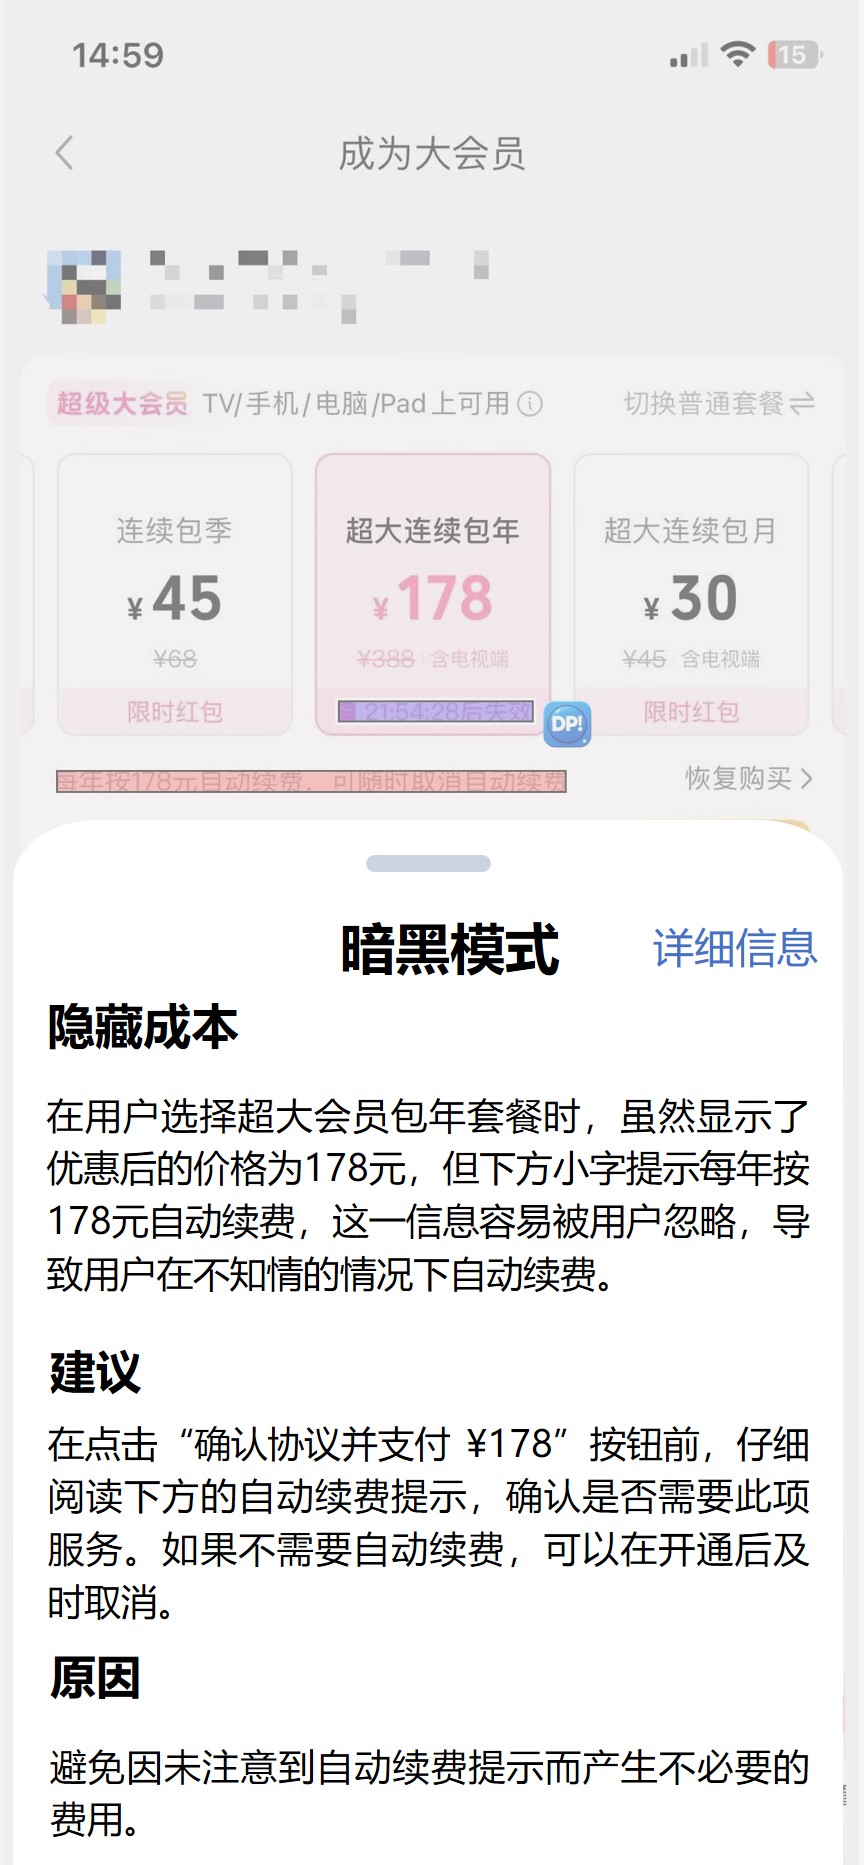 14:59
15
成为大会员
超级大会员 TV/手机/电脑/Pad上可用 切换普通套餐
连续包季 超大连续包年 超大连续包月
¥45 ¥178 ¥30
¥68 ¥388 含电视端 ¥45 含电视端
限时红包 21:54:28后失效 限时红包
DP!
每年按178元自动续费，可随时取消自动续费 恢复购买
暗黑模式 详细信息
隐藏成本
在用户选择超大会员包年套餐时，虽然显示了
优惠后的价格为178元，但下方小字提示每年按
178元自动续费，这一信息容易被用户忽略，导
致用户在不知情的情况下自动续费。
建议
在点击“确认协议并支付 ¥178”按钮前，仔细
阅读下方的自动续费提示，确认是否需要此项
服务。如果不需要自动续费，可以在开通后及
时取消。
原因
避免因未注意到自动续费提示而产生不必要的
费用。